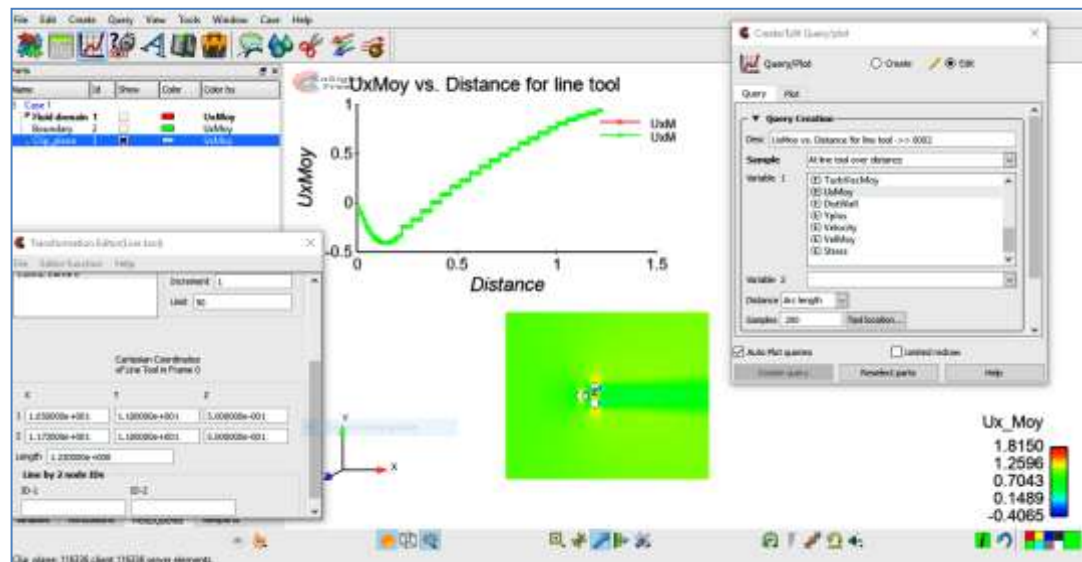 File Edit Create Query View Tools Window Case Help
Parts
Name Id Show Color Color by
Case 1
Fluid domain 1 UxMoy
Boundary 2 UxMoy
Clip_plane 3
UxMoy vs. Distance for line tool
UxM
UxM
UxMoy
1
0.5
0
-0.5
0 0.5 1 1.5
Distance
Create/Edit Query/plot
Query/Plot Create Edit
Query Plot
Query Creation
Desc UxMoy vs. Distance for line tool ->> 0002
Sample At line tool over distance
Variable 1
TurbViscMoy
UxMoy
DistWall
Yplus
Velocity
VelMoy
Stress
Variable 2
Distance Arc length
Samples 200 Tool location...
Auto Plot queries Limited redraw
Create query Reselect parts Help
Transformation Editor(Line tool)
File Editor function Help
Increment 1
Limit
Cartesian Coordinates
of Line Tool in Frame 0
X Y Z
1
2
Length
Line by 2 node IDs
ID-1 ID-2
Y
X
Ux_Moy
1.8150
1.2596
0.7043
0.1489
-0.4065